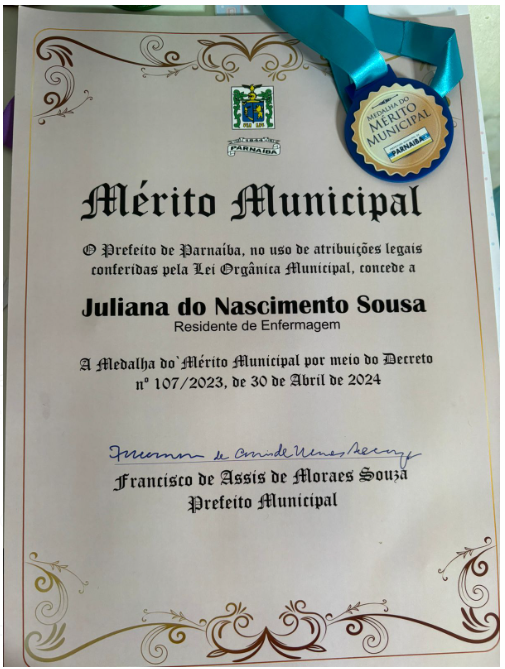 1844
PARNAÍBA
MEDALHA DO
MÉRITO
MUNICIPAL
PARNAÍBA
Mérito Municipal
O Prefeito de Parnaíba, no uso de atribuições legais
conferidas pela Lei Orgânica Municipal, concede a
Juliana do Nascimento Sousa
Residente de Enfermagem
A Medalha do Mérito Municipal por meio do Decreto
nº 107/2023, de 30 de Abril de 2024
Francisco de Assis de Moraes Souza
Prefeito Municipal